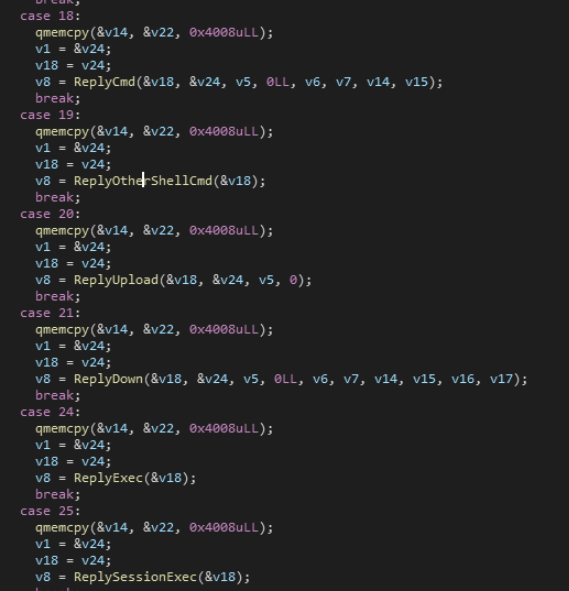 case 18:
qmemcpy(&v14, &v22, 0x4008uLL);
v1 = &v24;
v18 = v24;
v8 = ReplyCmd(&v18, &v24, v5, 0LL, v6, v7, v14, v15);
break;
case 19:
qmemcpy(&v14, &v22, 0x4008uLL);
v1 = &v24;
v18 = v24;
v8 = ReplyOtherShellCmd(&v18);
break;
case 20:
qmemcpy(&v14, &v22, 0x4008uLL);
v1 = &v24;
v18 = v24;
v8 = ReplyUpload(&v18, &v24, v5, 0);
break;
case 21:
qmemcpy(&v14, &v22, 0x4008uLL);
v1 = &v24;
v18 = v24;
v8 = ReplyDown(&v18, &v24, v5, 0LL, v6, v7, v14, v15, v16, v17);
break;
case 24:
qmemcpy(&v14, &v22, 0x4008uLL);
v1 = &v24;
v18 = v24;
v8 = ReplyExec(&v18);
break;
case 25:
qmemcpy(&v14, &v22, 0x4008uLL);
v1 = &v24;
v18 = v24;
v8 = ReplySessionExec(&v18);